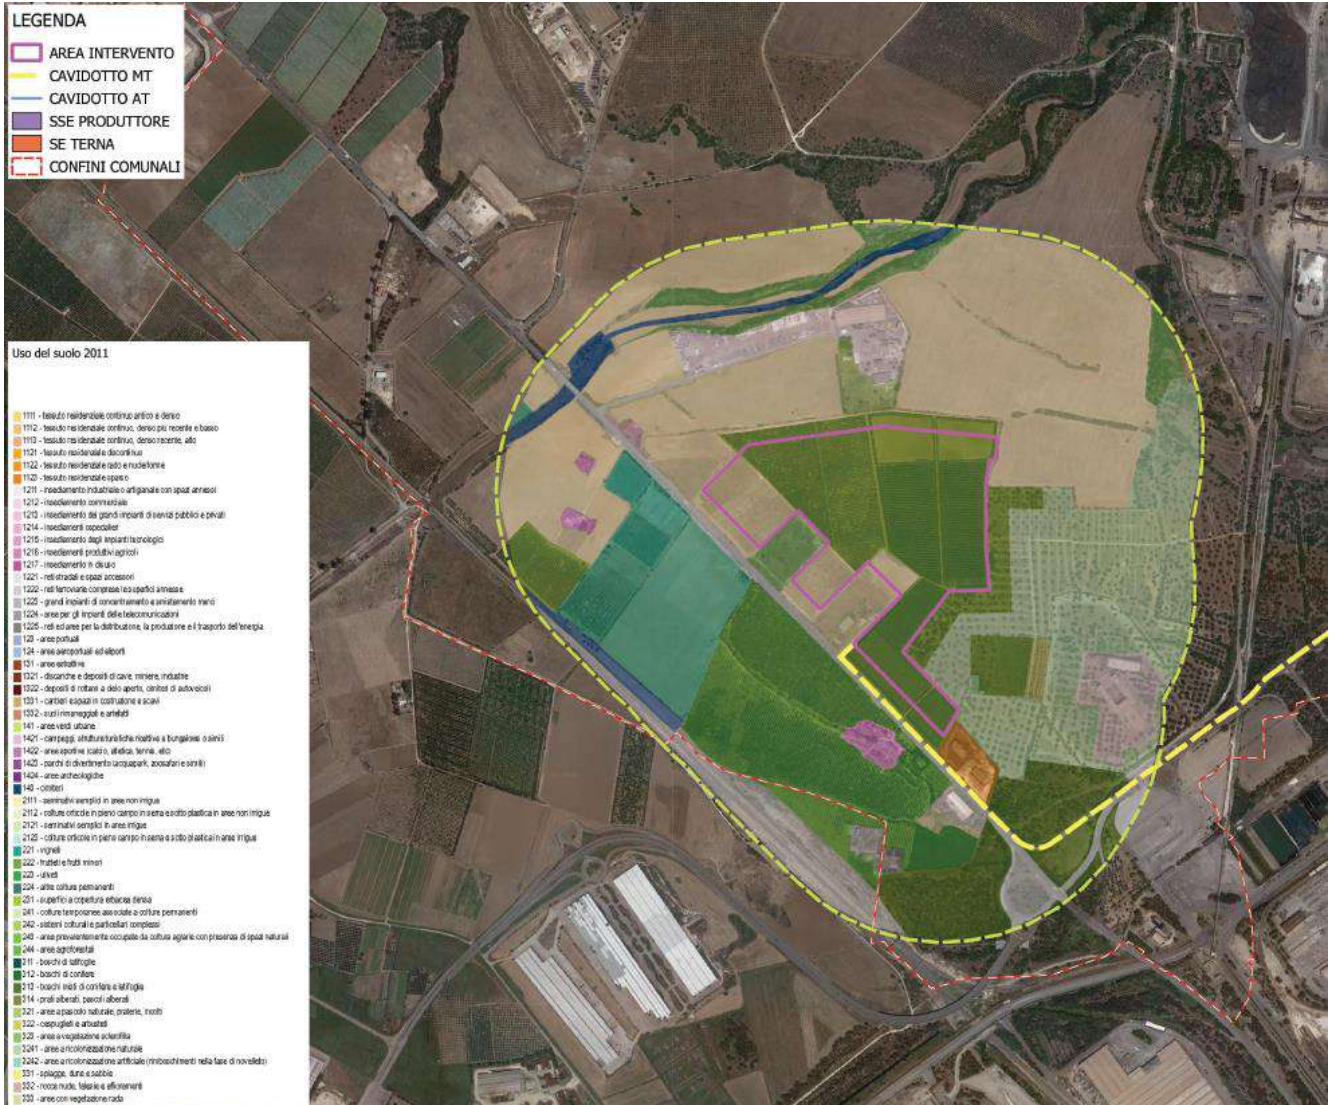 LEGENDA
AREA INTERVENTO
CAVIDOTTO MT
CAVIDOTTO AT
SSE PRODUTTORE
SE TERNA
CONFINI COMUNALI
Uso del suolo 2011
1111 - tessuto residenziale continuo antico e denso
1112 - tessuto residenziale continuo, denso più recente e basso
1113 - tessuto residenziale continuo, denso recente, alto
1121 - tessuto residenziale discontinuo
1122 - tessuto residenziale rado e nucleiforme
1123 - tessuto residenziale sparso
1211 - insediamento industriale o artigianale con spazi annessi
1212 - insediamento commerciale
1213 - insediamento dei grandi impianti di servizi pubblici e privati
1214 - insediamenti ospedalieri
1215 - insediamento degli impianti tecnologici
1216 - insediamenti produttivi agricoli
1217 - insediamento in disuso
1221 - reti stradali e spazi accessori
1222 - reti ferroviarie comprese le superfici annesse
1223 - grandi impianti di concentramento e smistamento merci
1224 - aree per gli impianti delle telecomunicazioni
1225 - reti ed aree per la distribuzione, la produzione e il trasporto dell'energia
123 - aree portuali
124 - aree aeroportuali ed eliporti
131 - aree estrattive
1321 - discariche e depositi di cave, miniere, industrie
1322 - depositi di rottami a cielo aperto, cimiteri di autoveicoli
1331 - cantieri e spazi in costruzione e scavi
1332 - suoli rimaneggiati e artefatti
141 - aree verdi urbane
1421 - campeggi, strutture turistiche ricettive a bungalows o simili
1422 - aree sportive (calcio, atletica, tennis, etc)
1423 - parchi di divertimento (acquapark, zoosafari e simili)
1424 - aree archeologiche
143 - cimiteri
2111 - seminativi semplici in aree non irrigue
2112 - colture orticole in pieno campo in serra e sotto plastica in aree non irrigue
2121 - seminativi semplici in aree irrigue
2123 - colture orticole in pieno campo in serra e sotto plastica in aree irrigue
221 - vigneti
222 - frutteti e frutti minori
223 - uliveti
224 - altre colture permanenti
231 - superfici a copertura erbacea densa
241 - colture temporanee associate a colture permanenti
242 - sistemi colturali e particellari complessi
243 - aree prevalentemente occupate da coltura agrarie con presenza di spazi naturali
244 - aree agroforestali
311 - boschi di latifoglie
312 - boschi di conifere
313 - boschi misti di conifere e latifoglie
314 - prati alberati, pascoli alberati
321 - aree a pascolo naturale, praterie, incolti
322 - cespuglieti e arbusteti
323 - aree a vegetazione sclerofilla
3241 - aree a ricolonizzazione naturale
3242 - aree a ricolonizzazione artificiale (rimboschimenti nella fase di novelleto)
331 - spiagge, dune e sabbie
332 - rocce nude, falesie e affioramenti
333 - aree con vegetazione rada